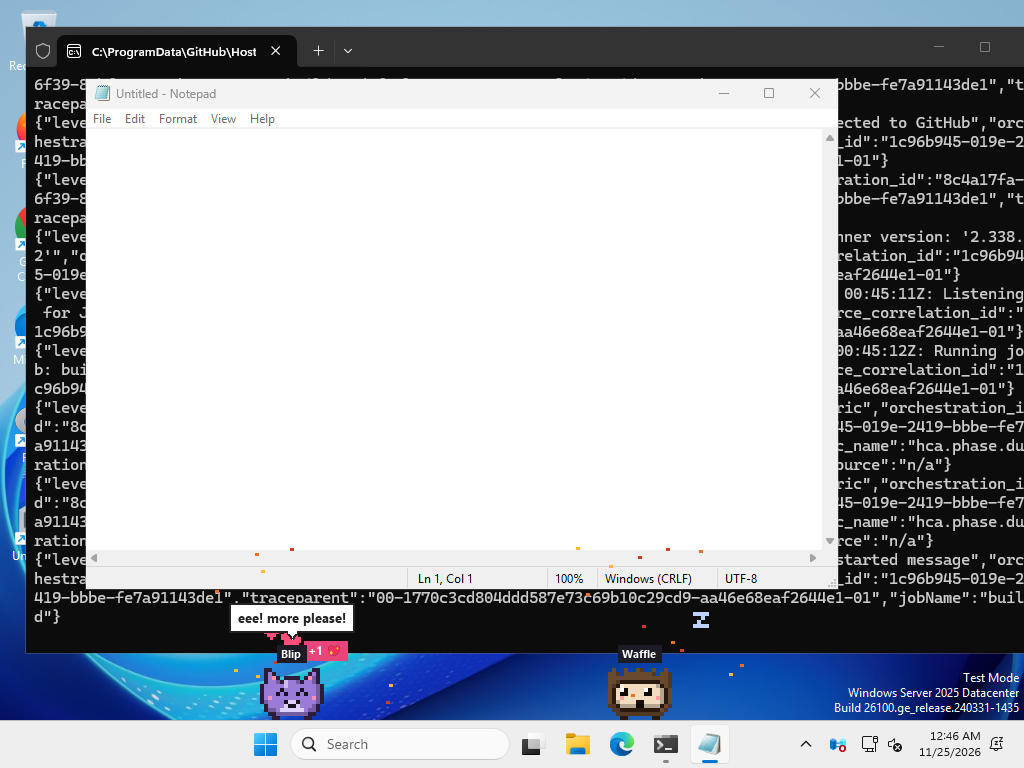 C:\ProgramData\GitHub\Host
Untitled - Notepad
File Edit Format View Help
racepa
{"leve
ected to GitHub","orc
hestra
_id":"1c96b945-019e-2
419-bb
1-01"}
{"leve
ration_id":"8c4a17fa-
6f39-8
bbbe-fe7a91143de1","t
racepa
{"leve
nner version: '2.338.
2'","o
relation_id":"1c96b94
5-019e
eaf2644e1-01"}
{"leve
00:45:11Z: Listening
for J
rce_correlation_id":"
1c96b9
aa46e68eaf2644e1-01"}
{"leve
00:45:12Z: Running jo
b: bui
ce_correlation_id":"1
c96b94
a46e68eaf2644e1-01"}
{"leve
ric","orchestration_i
d":"8c
45-019e-2419-bbbe-fe7
a91143
c_name":"hca.phase.du
ration
ource":"n/a"}
{"leve
ric","orchestration_i
d":"8c
45-019e-2419-bbbe-fe7
a91143
c_name":"hca.phase.du
ration
rce":"n/a"}
{"leve
started message","orc
hestra
_id":"1c96b945-019e-2
Ln 1, Col 1 100% Windows (CRLF) UTF-8
419-bbbe-fe7a91143de1","traceparent":"00-1770c3cd804ddd587e73c69b10c29cd9-aa46e68eaf2644e1-01","jobName":"buil
d"}
eee! more please!
Blip +1
Waffle
Test Mode
Windows Server 2025 Datacenter
Build 26100.ge_release.240331-1435
Search
12:46 AM
11/25/2026